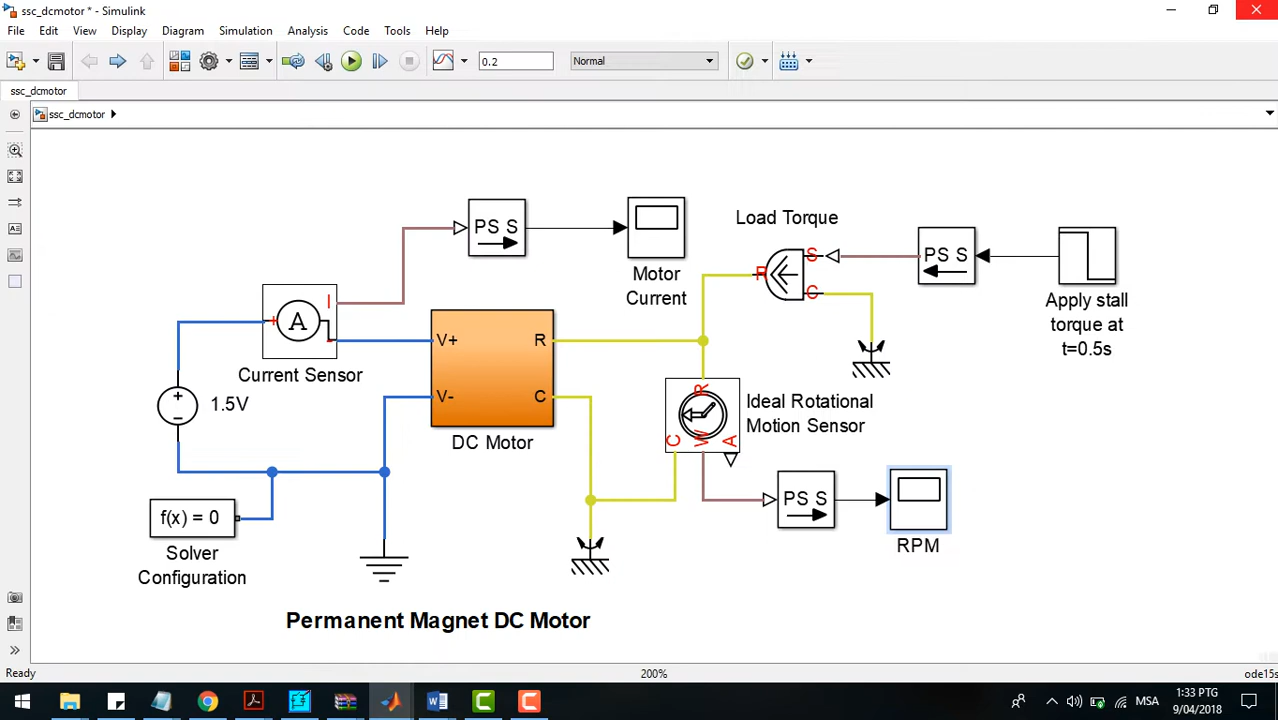 ssc_dcmotor * - Simulink
File Edit View Display Diagram Simulation Analysis Code Tools Help
0.2
Normal
ssc_dcmotor
ssc_dcmotor
PS S
Motor
Current
Load Torque
R
S
C
PS S
Apply stall
torque at
t=0.5s
A
I
+
-
Current Sensor
1.5V
V+
V-
R
C
DC Motor
R
C
W
A
Ideal Rotational
Motion Sensor
PS S
RPM
f(x) = 0
Solver
Configuration
Permanent Magnet DC Motor
Ready
200%
ode15s
MSA
1:33 PTG
9/04/2018